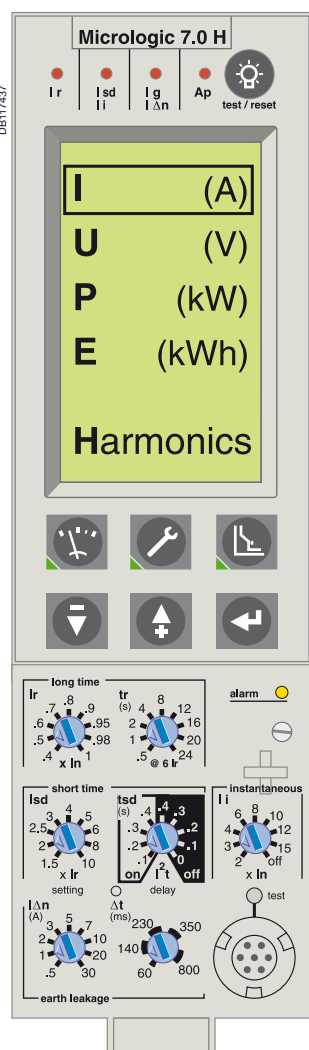 Micrologic 7.0 H
DB117437
Ir
Isd
Ii
Ig
I∆n
Ap
test / reset
I (A)
U (V)
P (kW)
E (kWh)
Harmonics
long time
alarm
Ir
.4 .5 .6 .7 .8 .9 .95 .98 1
x In
tr
(s)
.5 1 2 4 8 12 16 20 24
@ 6 Ir
short time
instantaneous
Isd
1.5 2 2.5 3 4 5 6 8 10
x Ir
tsd
(s)
.1 .2 .3 .4 .4 .3 .2 .1 0
on I²t off
Ii
2 3 4 6 8 10 12 15 off
x In
setting
delay
test
I∆n
(A)
.5 1 2 3 5 7 10 20 30
∆t
(ms)
60 140 230 350 800
earth leakage